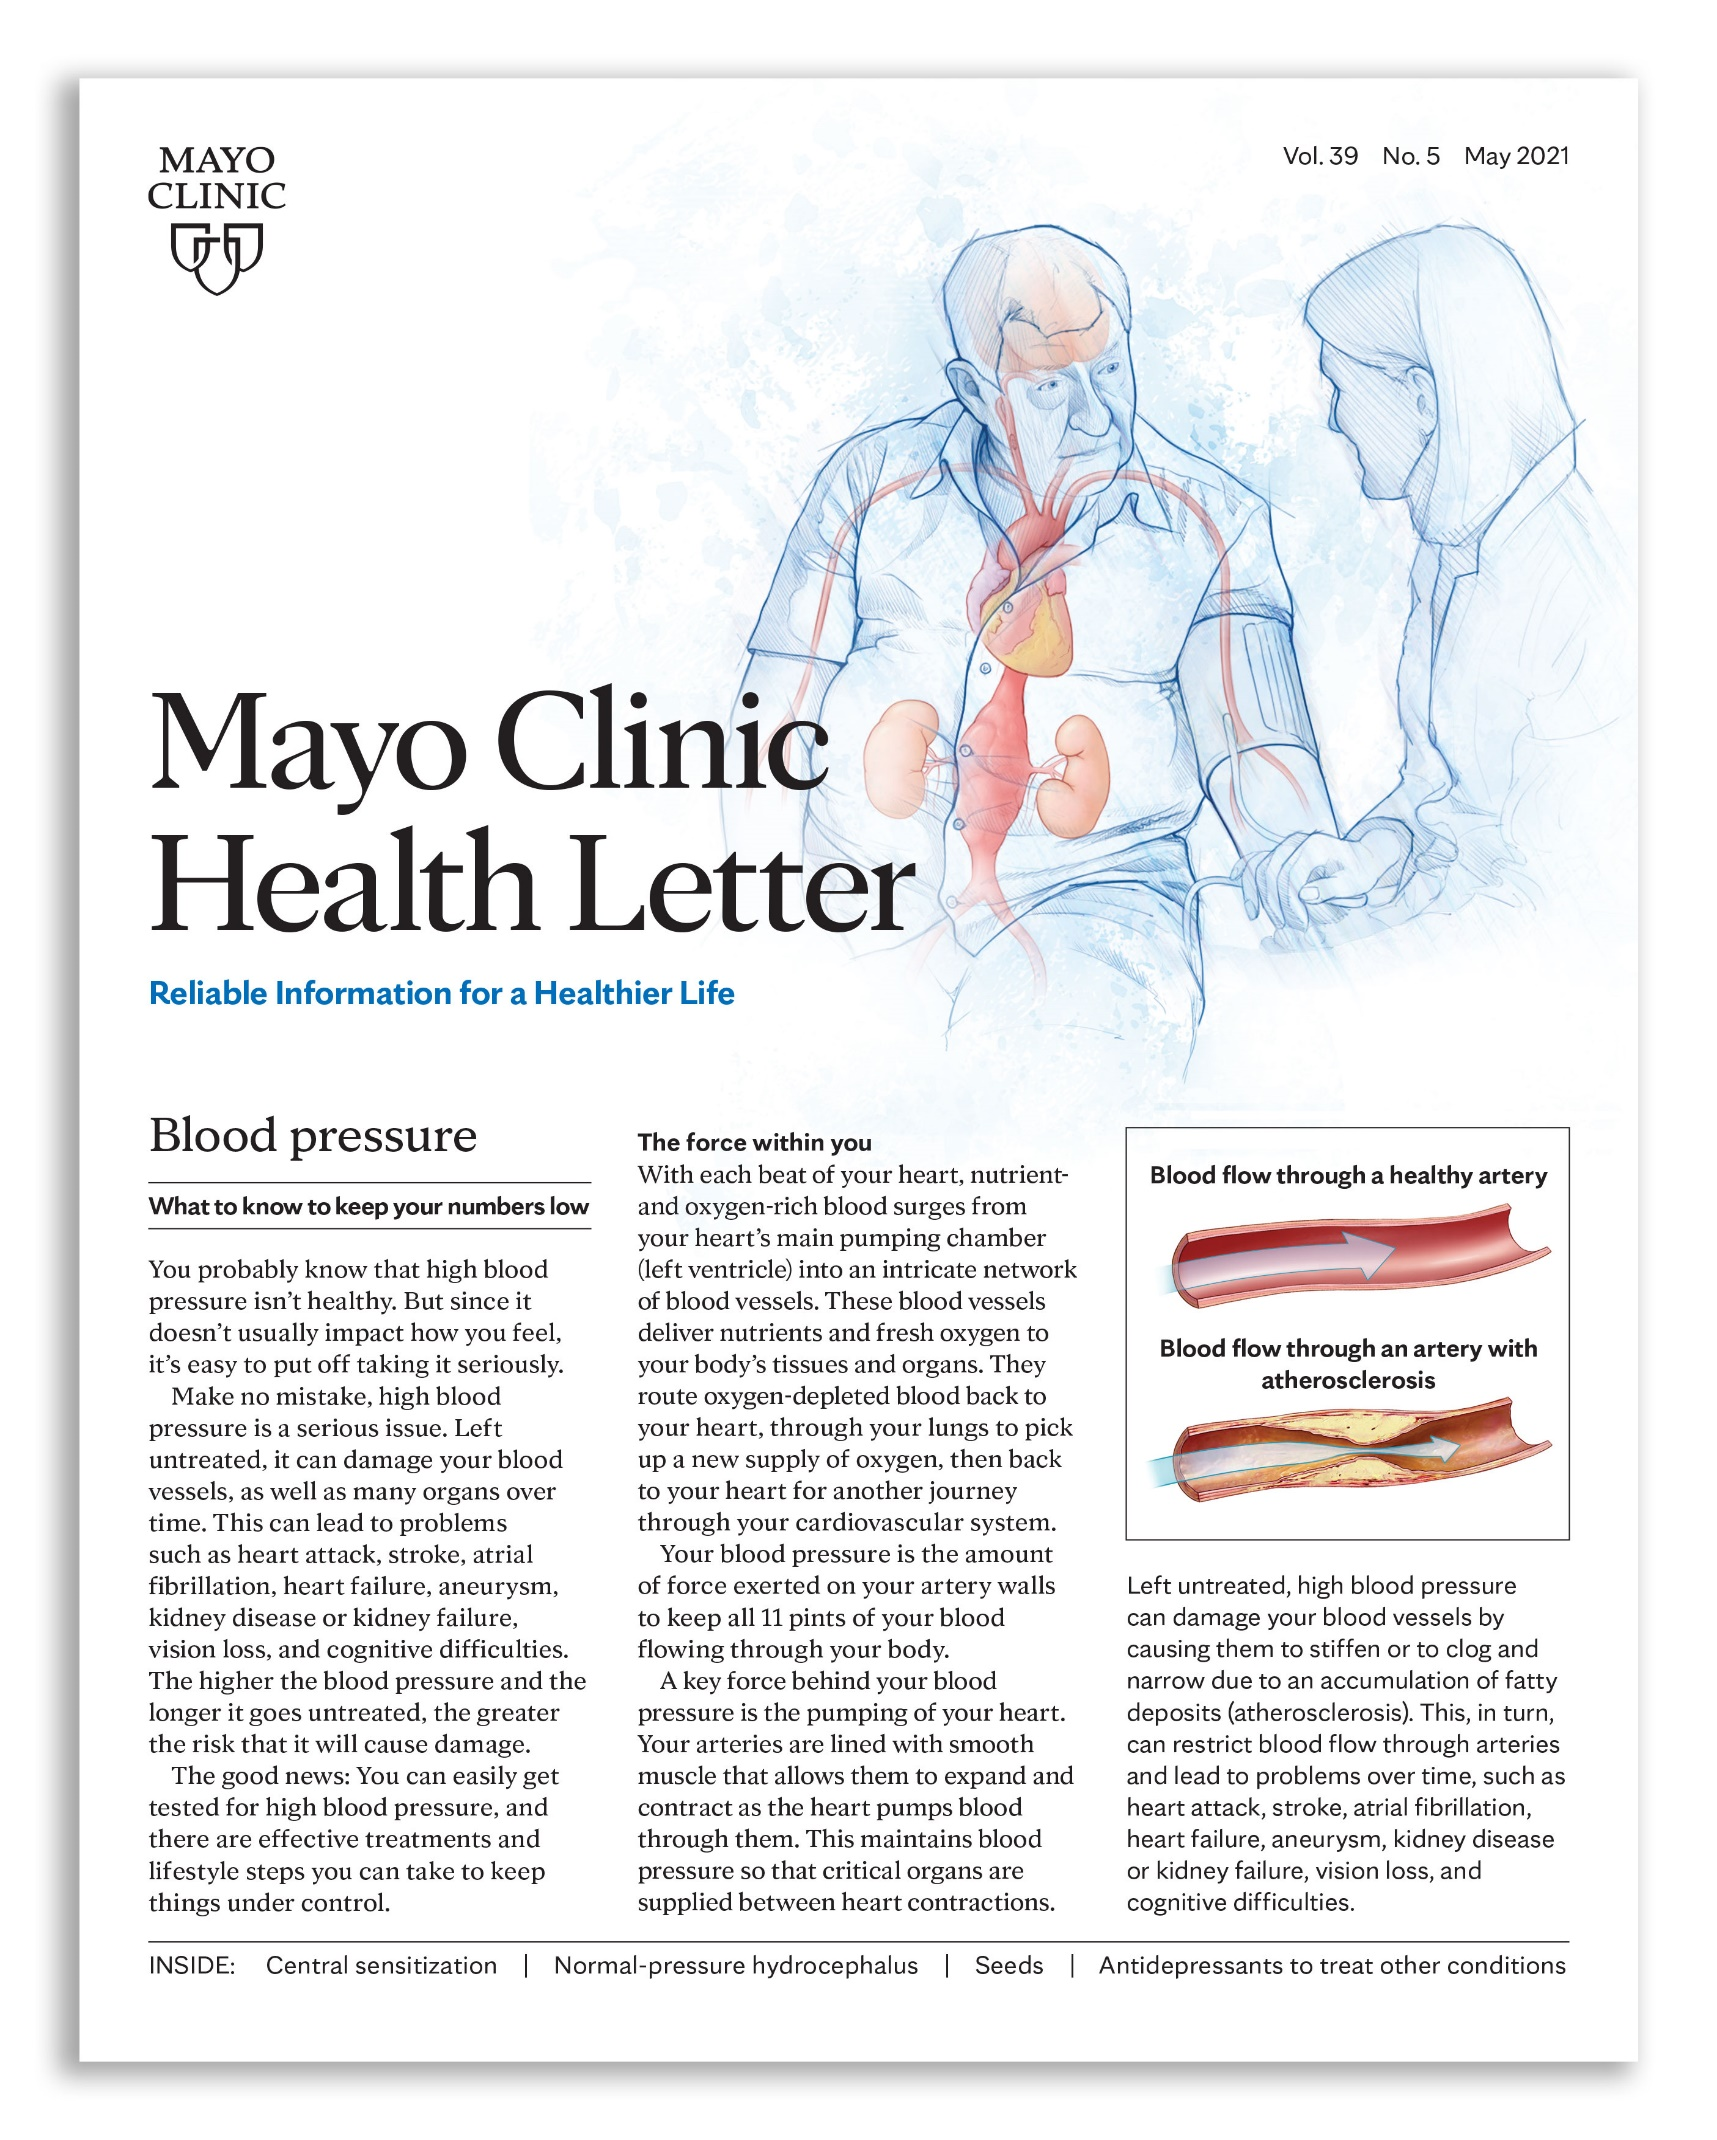 MAYO
CLINIC
Vol. 39 No. 5 May 2021
Mayo Clinic
Health Letter
Reliable Information for a Healthier Life
Blood pressure
What to know to keep your numbers low
You probably know that high blood
pressure isn’t healthy. But since it
doesn’t usually impact how you feel,
it’s easy to put off taking it seriously.
Make no mistake, high blood
pressure is a serious issue. Left
untreated, it can damage your blood
vessels, as well as many organs over
time. This can lead to problems
such as heart attack, stroke, atrial
fibrillation, heart failure, aneurysm,
kidney disease or kidney failure,
vision loss, and cognitive difficulties.
The higher the blood pressure and the
longer it goes untreated, the greater
the risk that it will cause damage.
The good news: You can easily get
tested for high blood pressure, and
there are effective treatments and
lifestyle steps you can take to keep
things under control.
The force within you
With each beat of your heart, nutrient-
and oxygen-rich blood surges from
your heart’s main pumping chamber
(left ventricle) into an intricate network
of blood vessels. These blood vessels
deliver nutrients and fresh oxygen to
your body’s tissues and organs. They
route oxygen-depleted blood back to
your heart, through your lungs to pick
up a new supply of oxygen, then back
to your heart for another journey
through your cardiovascular system.
Your blood pressure is the amount
of force exerted on your artery walls
to keep all 11 pints of your blood
flowing through your body.
A key force behind your blood
pressure is the pumping of your heart.
Your arteries are lined with smooth
muscle that allows them to expand and
contract as the heart pumps blood
through them. This maintains blood
pressure so that critical organs are
supplied between heart contractions.
Blood flow through a healthy artery
Blood flow through an artery with
atherosclerosis
Left untreated, high blood pressure
can damage your blood vessels by
causing them to stiffen or to clog and
narrow due to an accumulation of fatty
deposits (atherosclerosis). This, in turn,
can restrict blood flow through arteries
and lead to problems over time, such as
heart attack, stroke, atrial fibrillation,
heart failure, aneurysm, kidney disease
or kidney failure, vision loss, and
cognitive difficulties.
INSIDE: Central sensitization | Normal-pressure hydrocephalus | Seeds | Antidepressants to treat other conditions